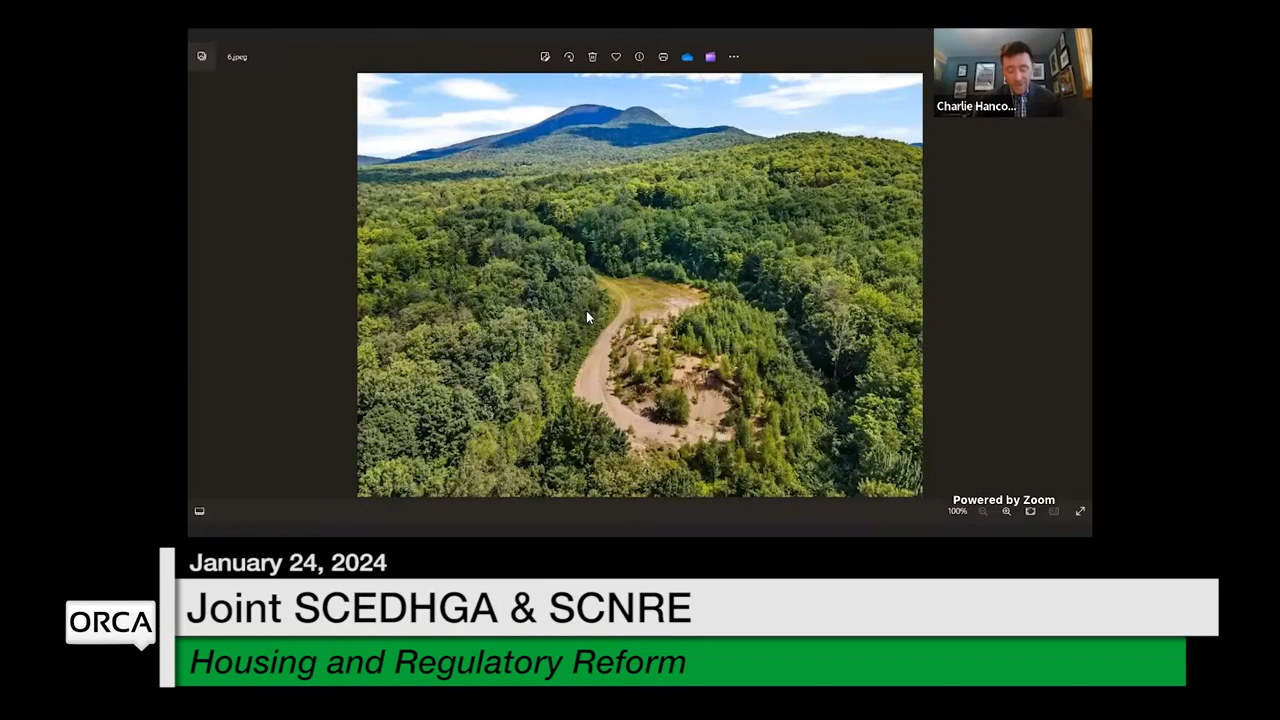 6.jpeg
Charlie Hanco...
Powered by Zoom
100%
January 24, 2024
Joint SCEDHGA & SCNRE
ORCA
Housing and Regulatory Reform